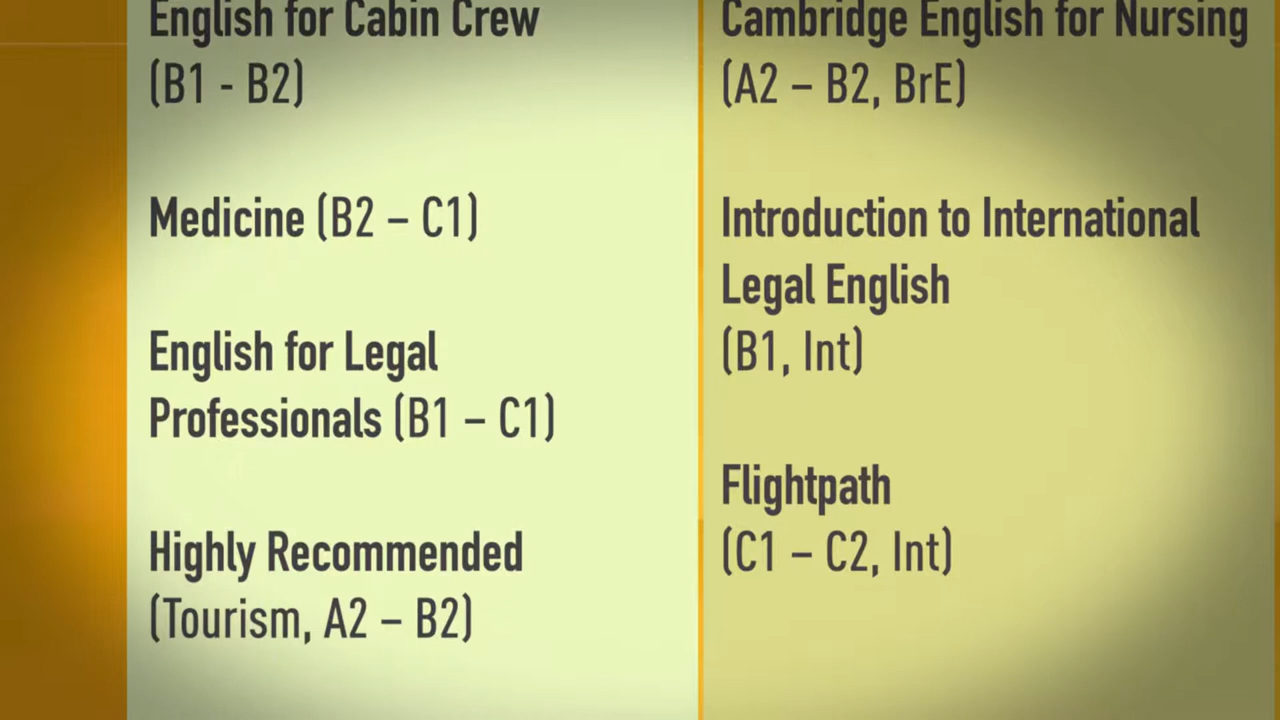 English for Cabin Crew
(B1 - B2)
Medicine (B2 – C1)
English for Legal
Professionals (B1 – C1)
Highly Recommended
(Tourism, A2 – B2)
Cambridge English for Nursing
(A2 – B2, BrE)
Introduction to International
Legal English
(B1, Int)
Flightpath
(C1 – C2, Int)